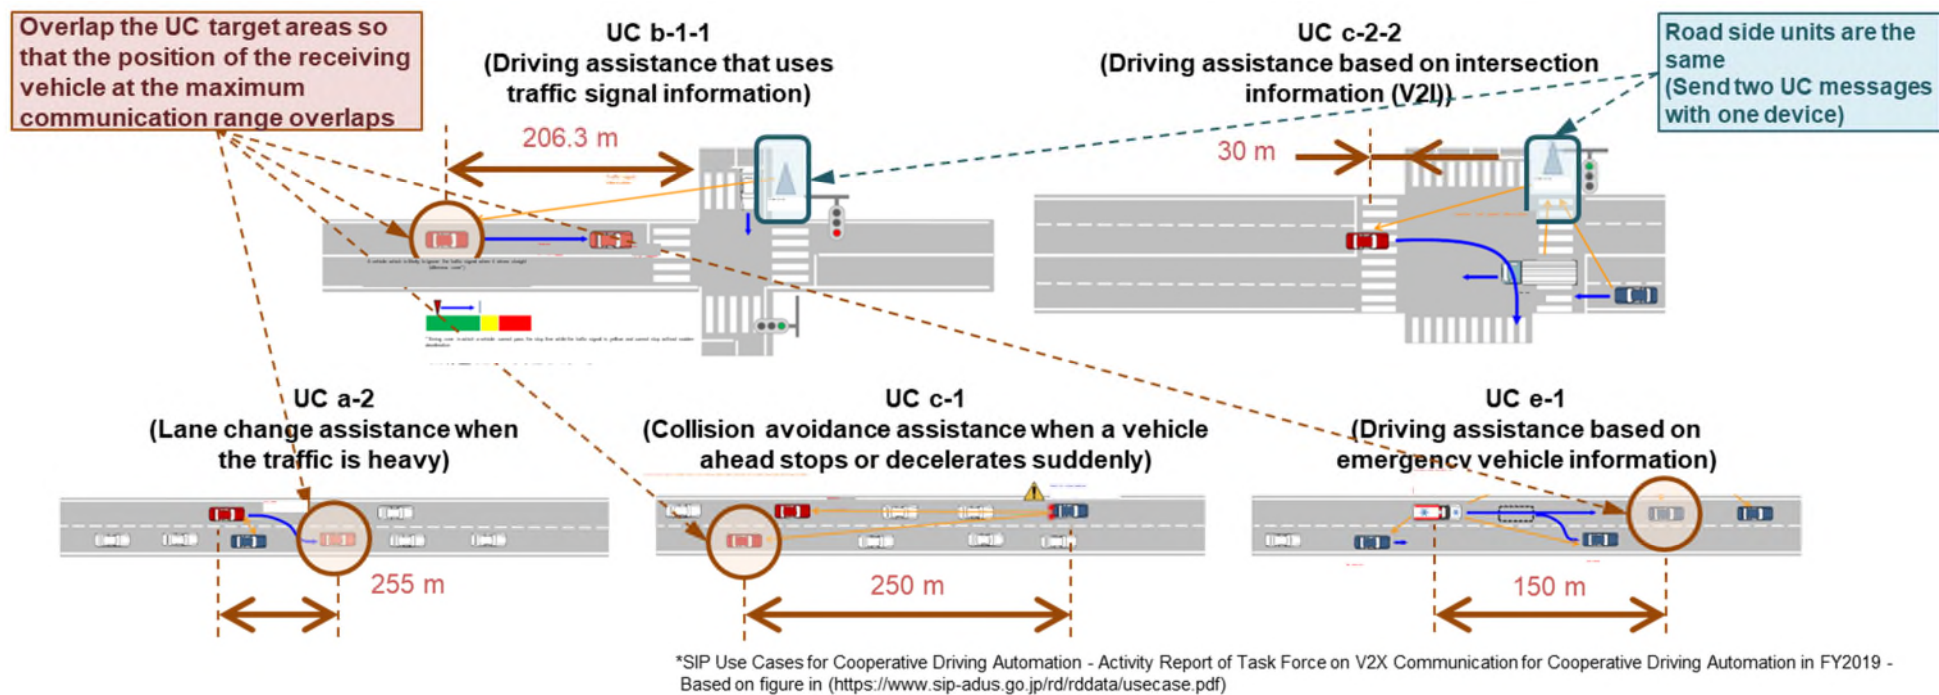 Overlap the UC target areas so
that the position of the receiving
vehicle at the maximum
communication range overlaps
UC b-1-1
(Driving assistance that uses
traffic signal information)
206.3 m
UC c-2-2
(Driving assistance based on intersection
information (V2I))
30 m
Road side units are the
same
(Send two UC messages
with one device)
UC a-2
(Lane change assistance when
the traffic is heavy)
255 m
UC c-1
(Collision avoidance assistance when a vehicle
ahead stops or decelerates suddenly)
250 m
UC e-1
(Driving assistance based on
emergency vehicle information)
150 m
*SIP Use Cases for Cooperative Driving Automation - Activity Report of Task Force on V2X Communication for Cooperative Driving Automation in FY2019 -
Based on figure in (https://www.sip-adus.go.jp/rd/rddata/usecase.pdf)